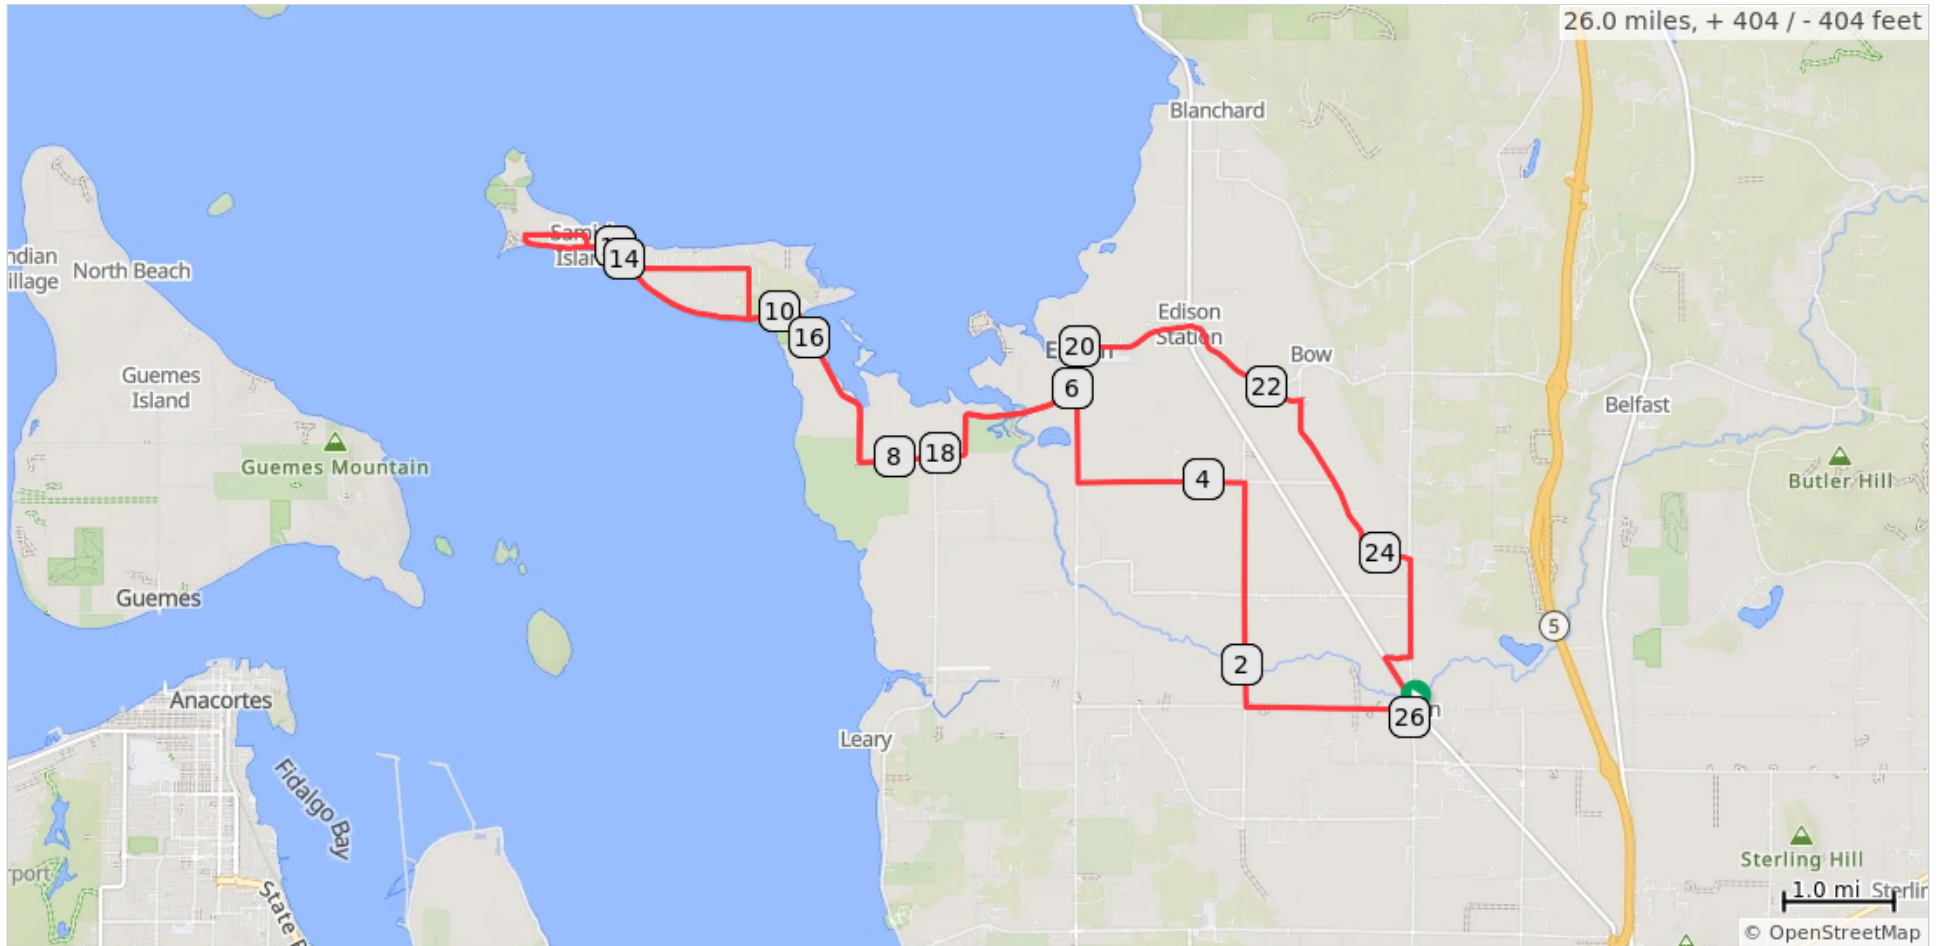 26.0 miles, + 404 / - 404 feet
Blanchard
North Beach
14
10
16
Edison
Station
20
Bow
6
22
Guemes
Island
Belfast
Guemes Mountain
8
18
4
Butler Hill
24
Guemes
5
2
Anacortes
26
Leary
Fidalgo Bay
Sterling Hill
1.0 mi
© OpenStreetMap